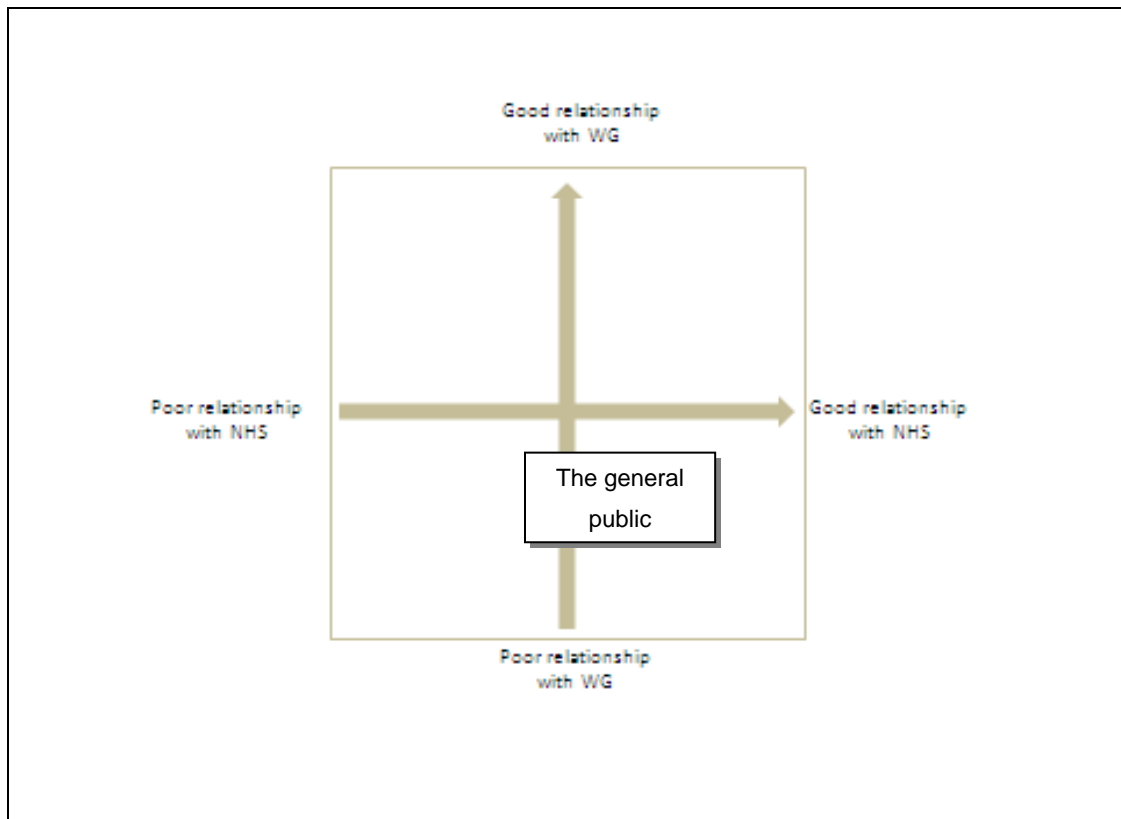 Good relationship
with WG
Poor relationship
with NHS
Good relationship
with NHS
The general
public
Poor relationship
with WG